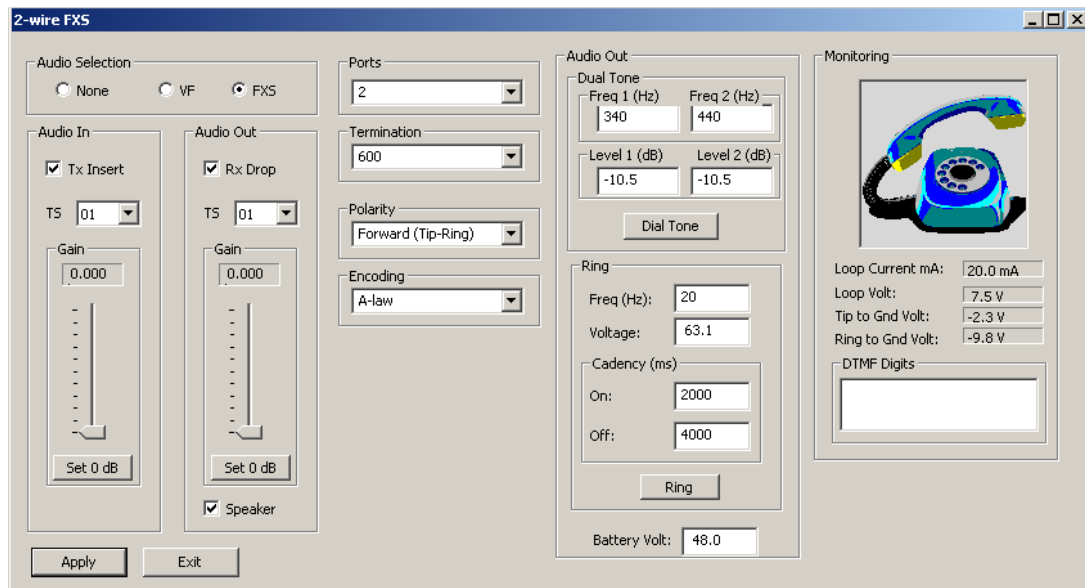 2-wire FXS
Audio Selection
None VF FXS
Audio In
Tx Insert
TS 01
Gain
0.000
Set 0 dB
Audio Out
Rx Drop
TS 01
Gain
0.000
Set 0 dB
Speaker
Apply Exit
Ports
2
Termination
600
Polarity
Forward (Tip-Ring)
Encoding
A-law
Audio Out
Dual Tone
Freq 1 (Hz) Freq 2 (Hz)
340 440
Level 1 (dB) Level 2 (dB)
-10.5 -10.5
Dial Tone
Ring
Freq (Hz): 20
Voltage: 63.1
Cadency (ms)
On: 2000
Off: 4000
Ring
Battery Volt: 48.0
Monitoring
Loop Current mA: 20.0 mA
Loop Volt: 7.5 V
Tip to Gnd Volt: -2.3 V
Ring to Gnd Volt: -9.8 V
DTMF Digits